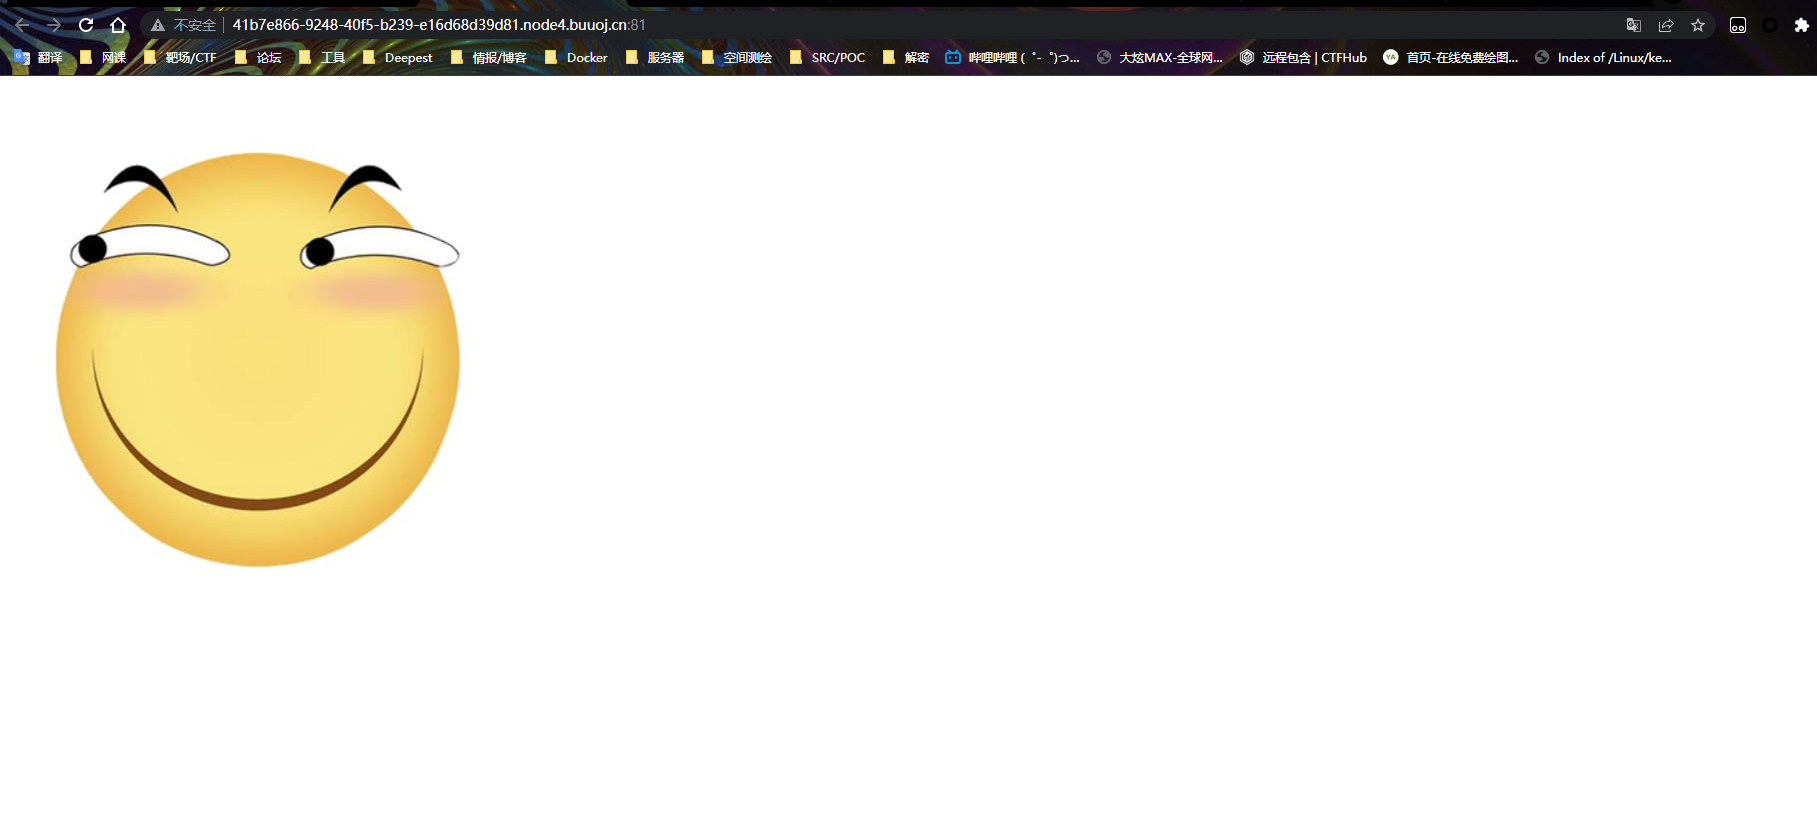 不安全 41b7e866-9248-40f5-b239-e16d68d39d81.node4.buuoj.cn:81
翻译 网课 靶场/CTF 论坛 工具 Deepest 情报/博客 Docker 服务器 空间测绘 SRC/POC 解密 哔哩哔哩 ( ゜- ゜)つ... 大炫MAX-全球网... 远程包含 | CTFHub YA 首页-在线免费绘图... Index of /Linux/ke...